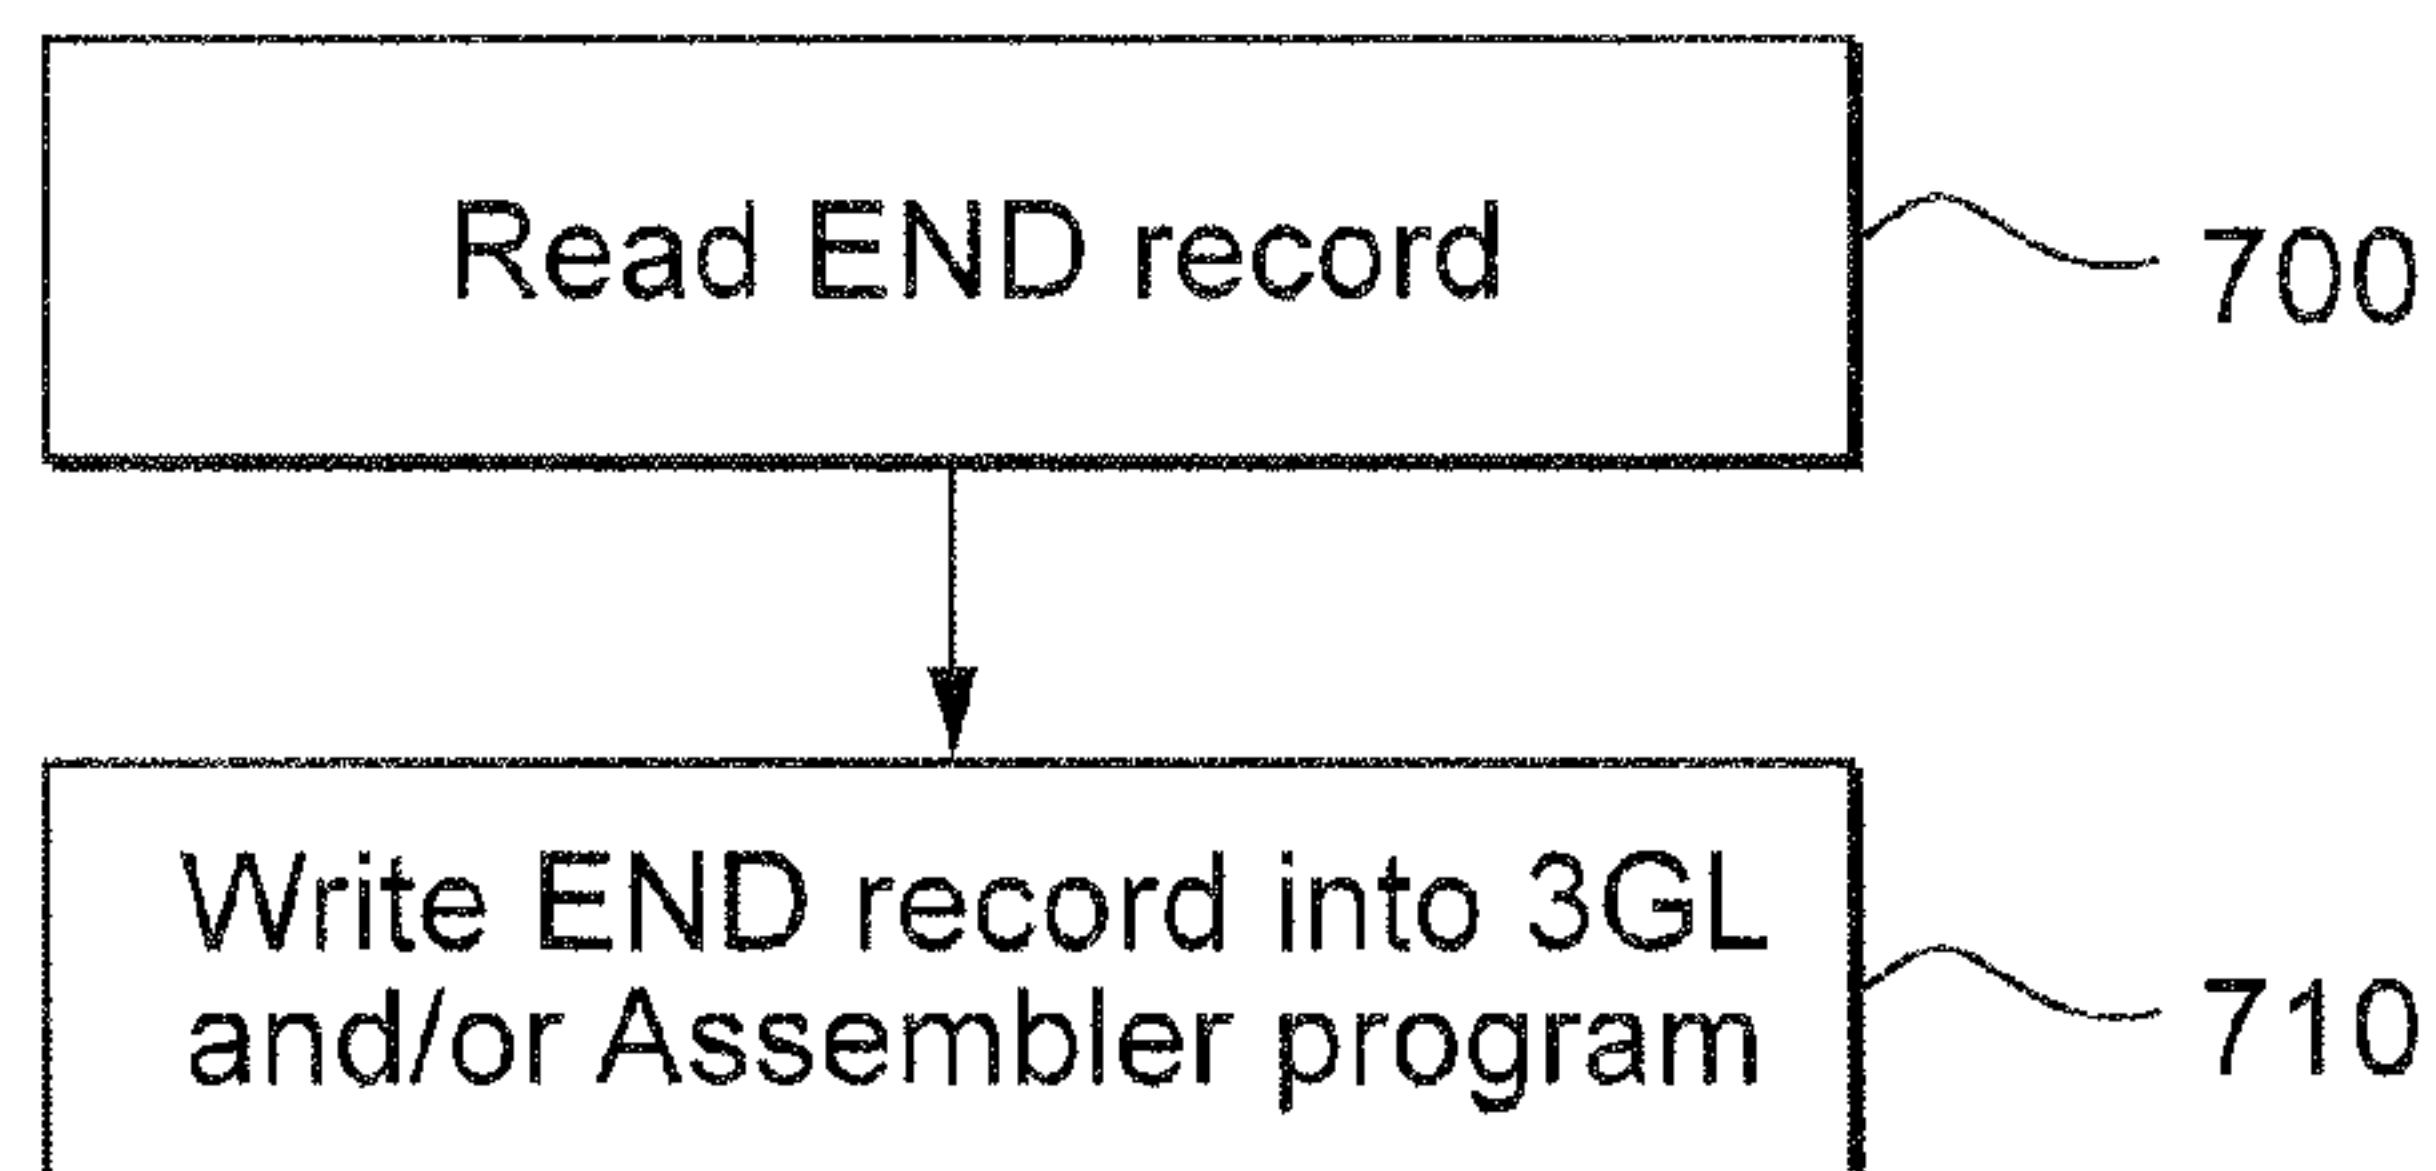 Read END record
700
Write END record into 3GL
and/or Assembler program
710